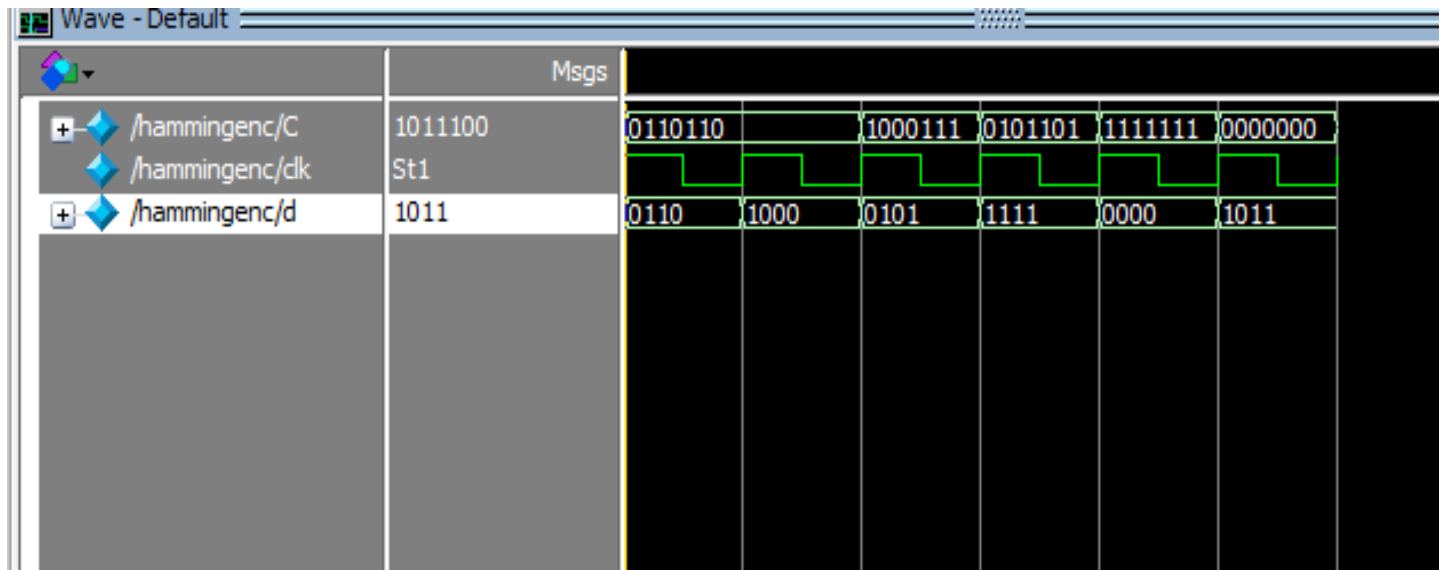 Wave - Default
Msgs
/hammingenc/C 1011100 0110110 1000111 0101101 1111111 0000000
/hammingenc/clk St1
/hammingenc/d 1011 0110 1000 0101 1111 0000 1011